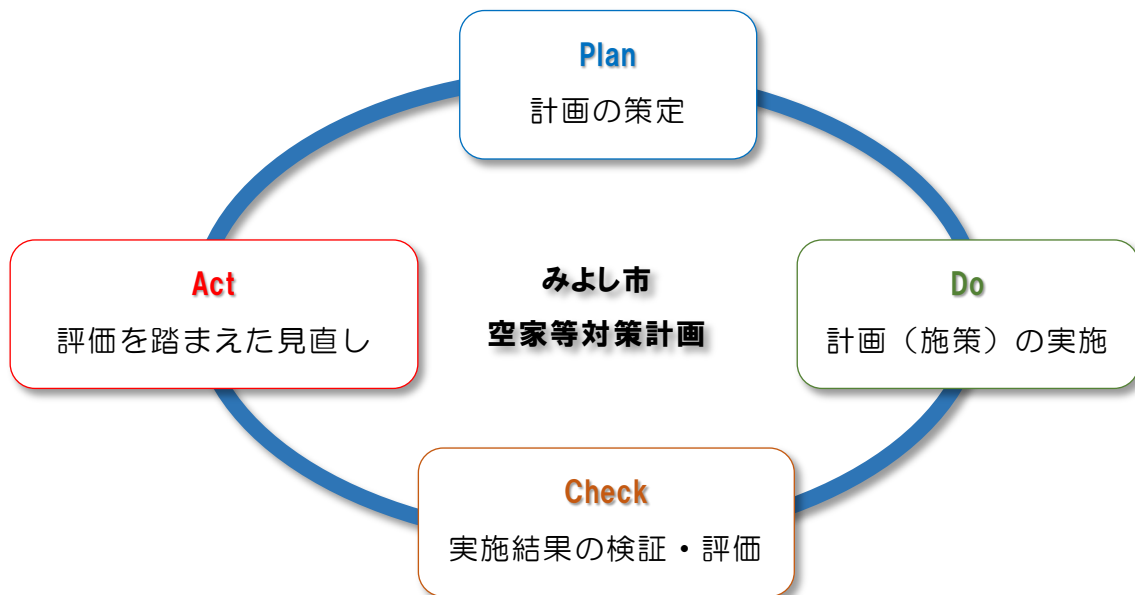 Plan
計画の策定
Act
評価を踏まえた見直し
みよし市
空家等対策計画
Do
計画（施策）の実施
Check
実施結果の検証・評価